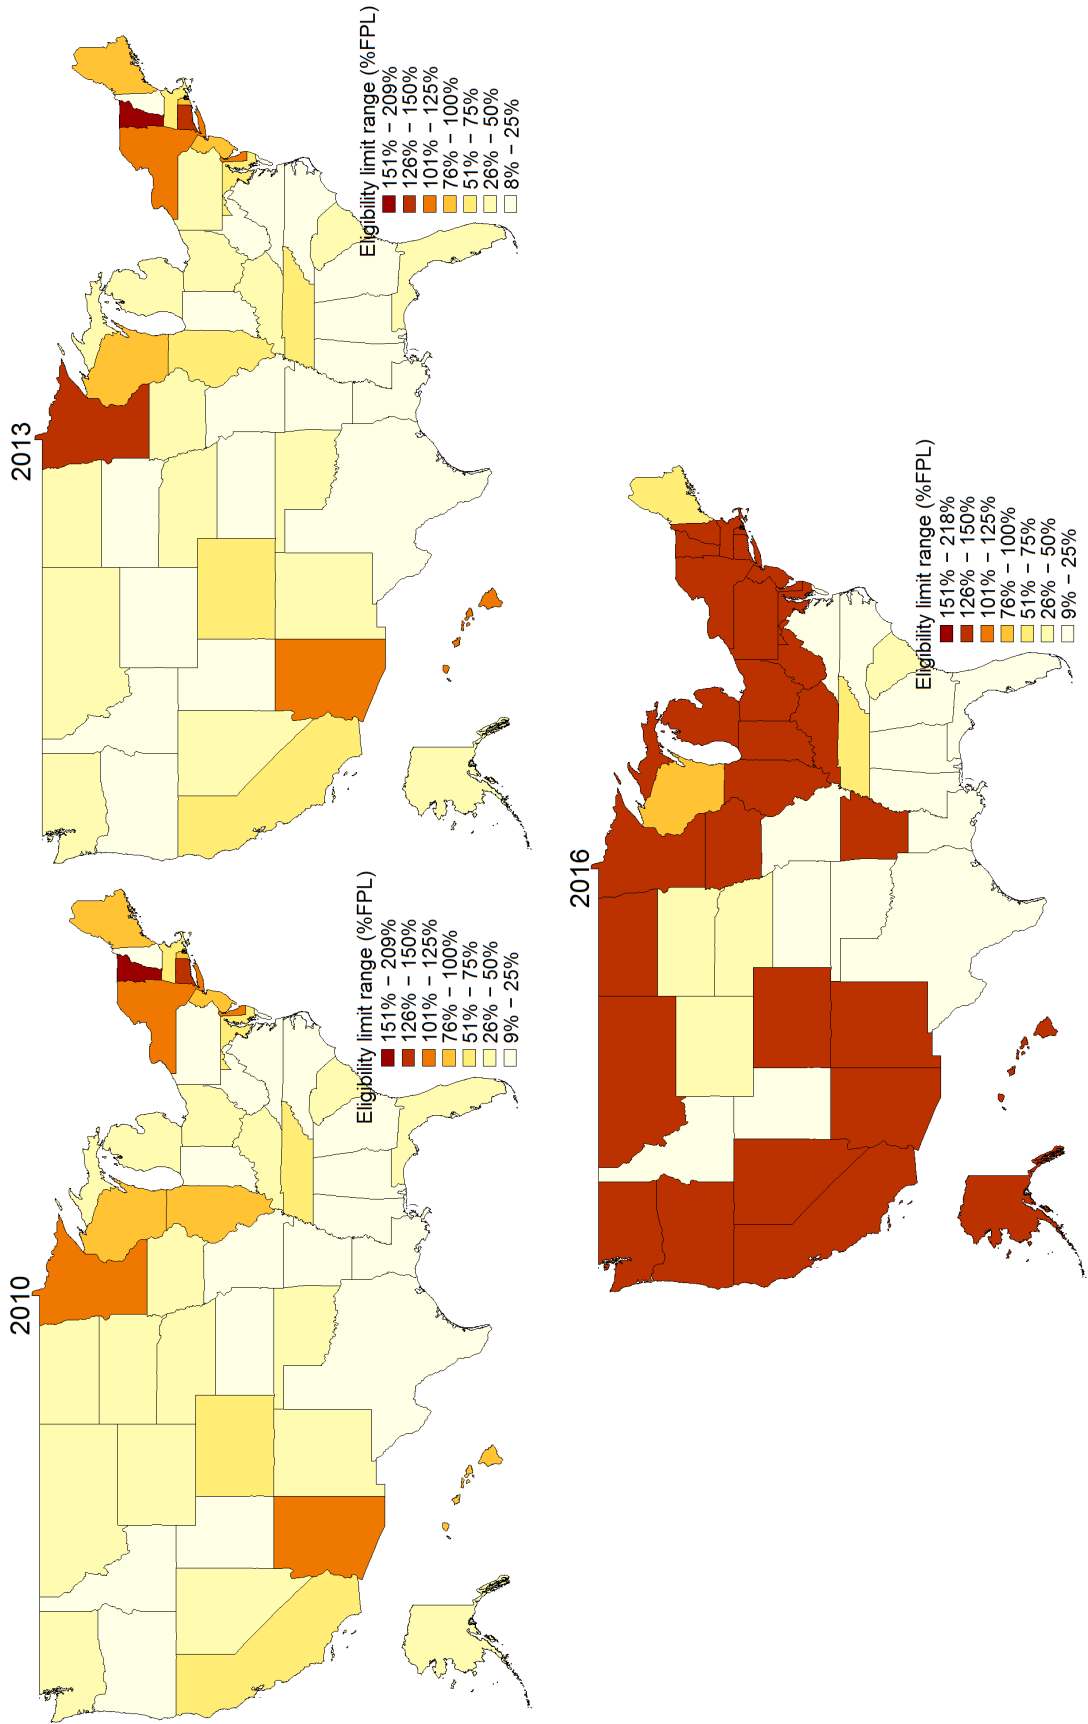 2010
Eligibility limit range (%FPL)
151% − 209%
126% − 150%
101% − 125%
76% − 100%
51% − 75%
26% − 50%
9% − 25%
2013
Eligibility limit range (%FPL)
151% − 209%
126% − 150%
101% − 125%
76% − 100%
51% − 75%
26% − 50%
8% − 25%
2016
Eligibility limit range (%FPL)
151% − 218%
126% − 150%
101% − 125%
76% − 100%
51% − 75%
26% − 50%
9% − 25%